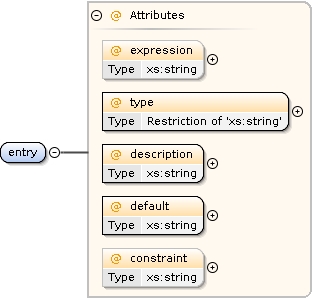 Attributes
@ expression
Type xs:string
@ type
Type Restriction of 'xs:string'
entry
@ description
Type xs:string
@ default
Type xs:string
@ constraint
Type xs:string